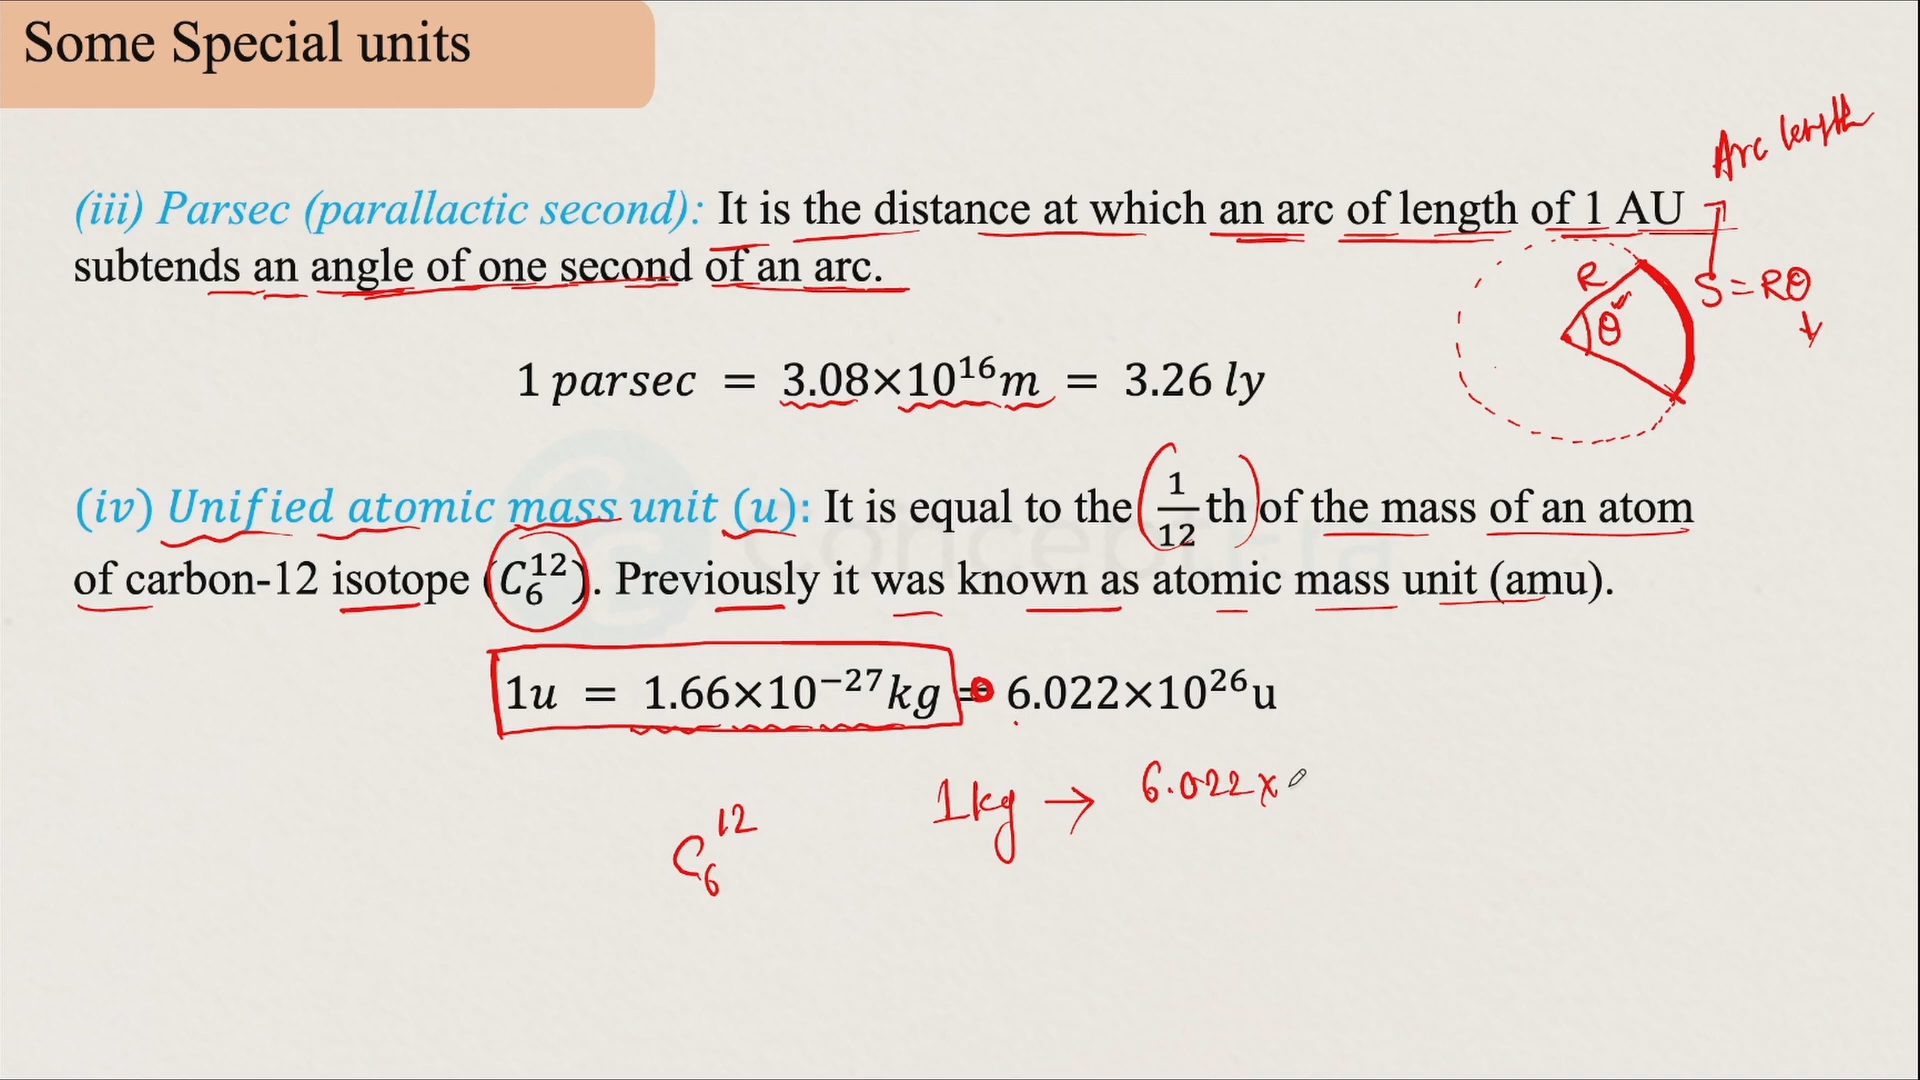 Some Special units
Arc length
(iii) Parsec (parallactic second): It is the distance at which an arc of length of 1 AU
subtends an angle of one second of an arc.
R
θ
S = Rθ
1 parsec = 3.08×10¹⁶m = 3.26 ly
(iv) Unified atomic mass unit (u): It is equal to the 1/12 th of the mass of an atom
of carbon-12 isotope (C₆¹²). Previously it was known as atomic mass unit (amu).
1u = 1.66×10⁻²⁷kg = 6.022×10²⁶u
1kg → 6.022×
C₆¹²